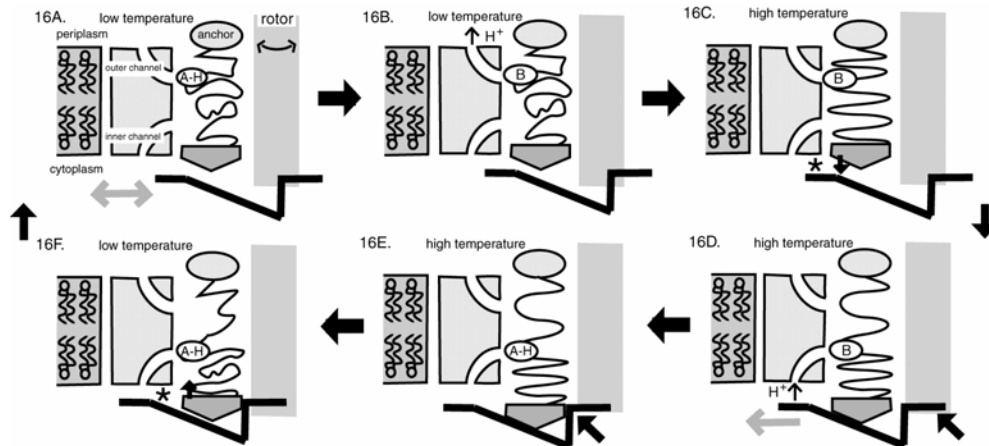 16A.
low temperature
rotor
periplasm
anchor
outer channel
A-H
inner channel
cytoplasm
16B.
low temperature
H+
B
16C.
high temperature
B
*
16F.
low temperature
A-H
*
16E.
high temperature
A-H
16D.
high temperature
B
H+